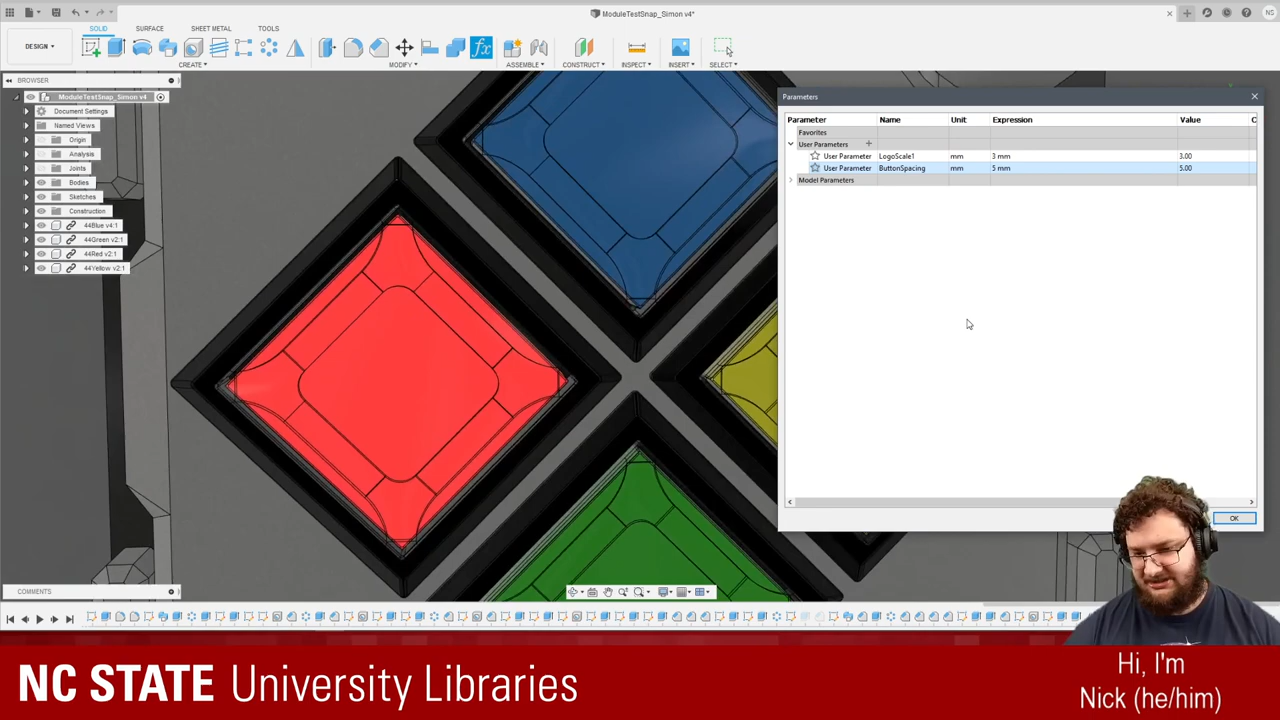 ModuleTestSnap_Simon v4*
NS
SOLID
SURFACE
SHEET METAL
TOOLS
DESIGN
CREATE
MODIFY
ASSEMBLE
CONSTRUCT
INSPECT
INSERT
SELECT
BROWSER
ModuleTestSnap_Simon v4
Document Settings
Named Views
Origin
Analysis
Joints
Bodies
Sketches
Construction
44Blue v4:1
44Green v2:1
44Red v2:1
44Yellow v2:1
Parameters
Parameter Name Unit Expression Value C
Favorites
User Parameters
User Parameter LogoScale1 mm 3 mm 3.00
User Parameter ButtonSpacing mm 5 mm 5.00
Model Parameters
OK
COMMENTS
NC STATE University Libraries
Hi, I'm
Nick (he/him)